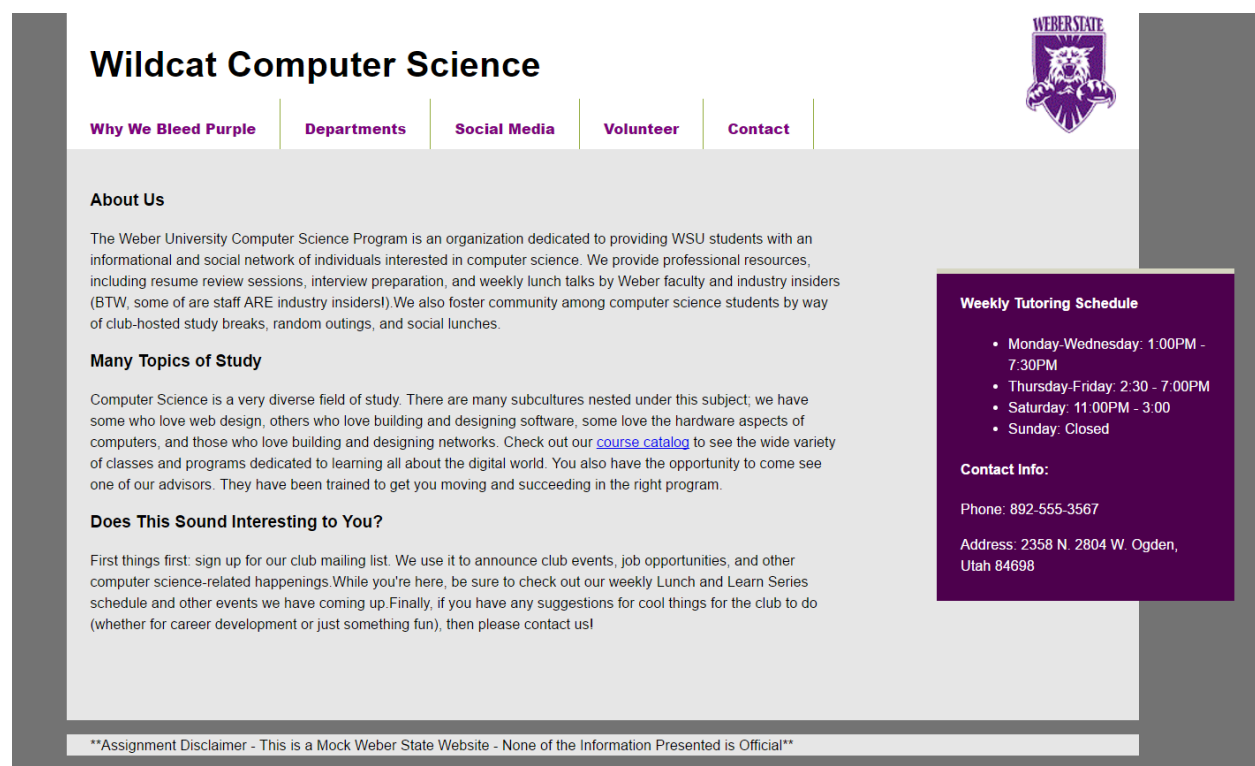 WEBER STATE
Wildcat Computer Science
Why We Bleed Purple
Departments
Social Media
Volunteer
Contact
About Us
The Weber University Computer Science Program is an organization dedicated to providing WSU students with an
informational and social network of individuals interested in computer science. We provide professional resources,
including resume review sessions, interview preparation, and weekly lunch talks by Weber faculty and industry insiders
(BTW, some of are staff ARE industry insiders!).We also foster community among computer science students by way
of club-hosted study breaks, random outings, and social lunches.
Many Topics of Study
Computer Science is a very diverse field of study. There are many subcultures nested under this subject; we have
some who love web design, others who love building and designing software, some love the hardware aspects of
computers, and those who love building and designing networks. Check out our course catalog to see the wide variety
of classes and programs dedicated to learning all about the digital world. You also have the opportunity to come see
one of our advisors. They have been trained to get you moving and succeeding in the right program.
Does This Sound Interesting to You?
First things first: sign up for our club mailing list. We use it to announce club events, job opportunities, and other
computer science-related happenings.While you're here, be sure to check out our weekly Lunch and Learn Series
schedule and other events we have coming up.Finally, if you have any suggestions for cool things for the club to do
(whether for career development or just something fun), then please contact us!
Weekly Tutoring Schedule
• Monday-Wednesday: 1:00PM -
7:30PM
• Thursday-Friday: 2:30 - 7:00PM
• Saturday: 11:00PM - 3:00
• Sunday: Closed
Contact Info:
Phone: 892-555-3567
Address: 2358 N. 2804 W. Ogden,
Utah 84698
**Assignment Disclaimer - This is a Mock Weber State Website - None of the Information Presented is Official**